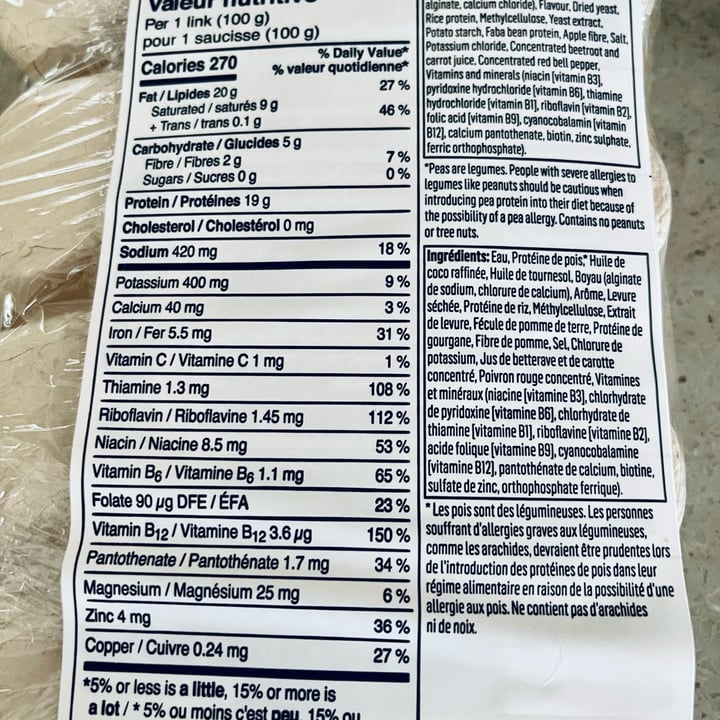 Valeur nutritive
Per 1 link (100 g)
pour 1 saucisse (100 g)
Calories 270
% Daily Value*
% valeur quotidienne*
Fat / Lipides 20 g 27 %
Saturated / saturés 9 g
+ Trans / trans 0.1 g 46 %
Carbohydrate / Glucides 5 g
Fibre / Fibres 2 g 7 %
Sugars / Sucres 0 g 0 %
Protein / Protéines 19 g
Cholesterol / Cholestérol 0 mg
Sodium 420 mg 18 %
Potassium 400 mg 9 %
Calcium 40 mg 3 %
Iron / Fer 5.5 mg 31 %
Vitamin C / Vitamine C 1 mg 1 %
Thiamine 1.3 mg 108 %
Riboflavin / Riboflavine 1.45 mg 112 %
Niacin / Niacine 8.5 mg 53 %
Vitamin B6 / Vitamine B6 1.1 mg 65 %
Folate 90 µg DFE / ÉFA 23 %
Vitamin B12 / Vitamine B12 3.6 µg 150 %
Pantothenate / Pantothénate 1.7 mg 34 %
Magnesium / Magnésium 25 mg 6 %
Zinc 4 mg 36 %
Copper / Cuivre 0.24 mg 27 %
*5% or less is a little, 15% or more is
a lot / * 5% ou moins c'est peu, 15% ou
alginate, calcium chloride), Flavour, Dried yeast,
Rice protein, Methylcellulose, Yeast extract,
Potato starch, Faba bean protein, Apple fibre, Salt,
Potassium chloride, Concentrated beetroot and
carrot juice, Concentrated red bell pepper,
Vitamins and minerals (niacin [vitamin B3],
pyridoxine hydrochloride [vitamin B6], thiamine
hydrochloride [vitamin B1], riboflavin [vitamin B2],
folic acid [vitamin B9], cyanocobalamin [vitamin
B12], calcium pantothenate, biotin, zinc sulphate,
ferric orthophosphate).
*Peas are legumes. People with severe allergies to
legumes like peanuts should be cautious when
introducing pea protein into their diet because of
the possibility of a pea allergy. Contains no peanuts
or tree nuts.
Ingrédients: Eau, Protéine de pois,* Huile de
coco raffinée, Huile de tournesol, Boyau (alginate
de sodium, chlorure de calcium), Arôme, Levure
séchée, Protéine de riz, Méthylcellulose, Extrait
de levure, Fécule de pomme de terre, Protéine de
gourgane, Fibre de pomme, Sel, Chlorure de
potassium, Jus de betterave et de carotte
concentré, Poivron rouge concentré, Vitamines
et minéraux (niacine [vitamine B3], chlorhydrate
de pyridoxine [vitamine B6], chlorhydrate de
thiamine [vitamine B1], riboflavine [vitamine B2],
acide folique [vitamine B9], cyanocobalamine
[vitamine B12], pantothénate de calcium, biotine,
sulfate de zinc, orthophosphate ferrique).
* Les pois sont des légumineuses. Les personnes
souffrant d'allergies graves aux légumineuses,
comme les arachides, devraient être prudentes lors
de l'introduction des protéines de pois dans leur
régime alimentaire en raison de la possibilité d'une
allergie aux pois. Ne contient pas d'arachides
ni de noix.